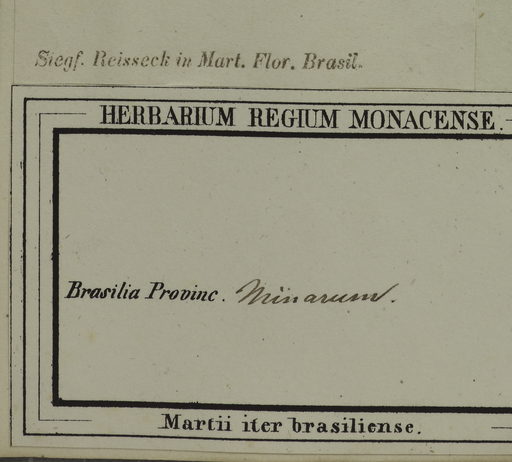 Siegf. Reisseck in Mart. Flor. Brasil.
HERBARIUM REGIUM MONACENSE.
Brasilia Provinc. Minarum.
Martii iter brasiliense.